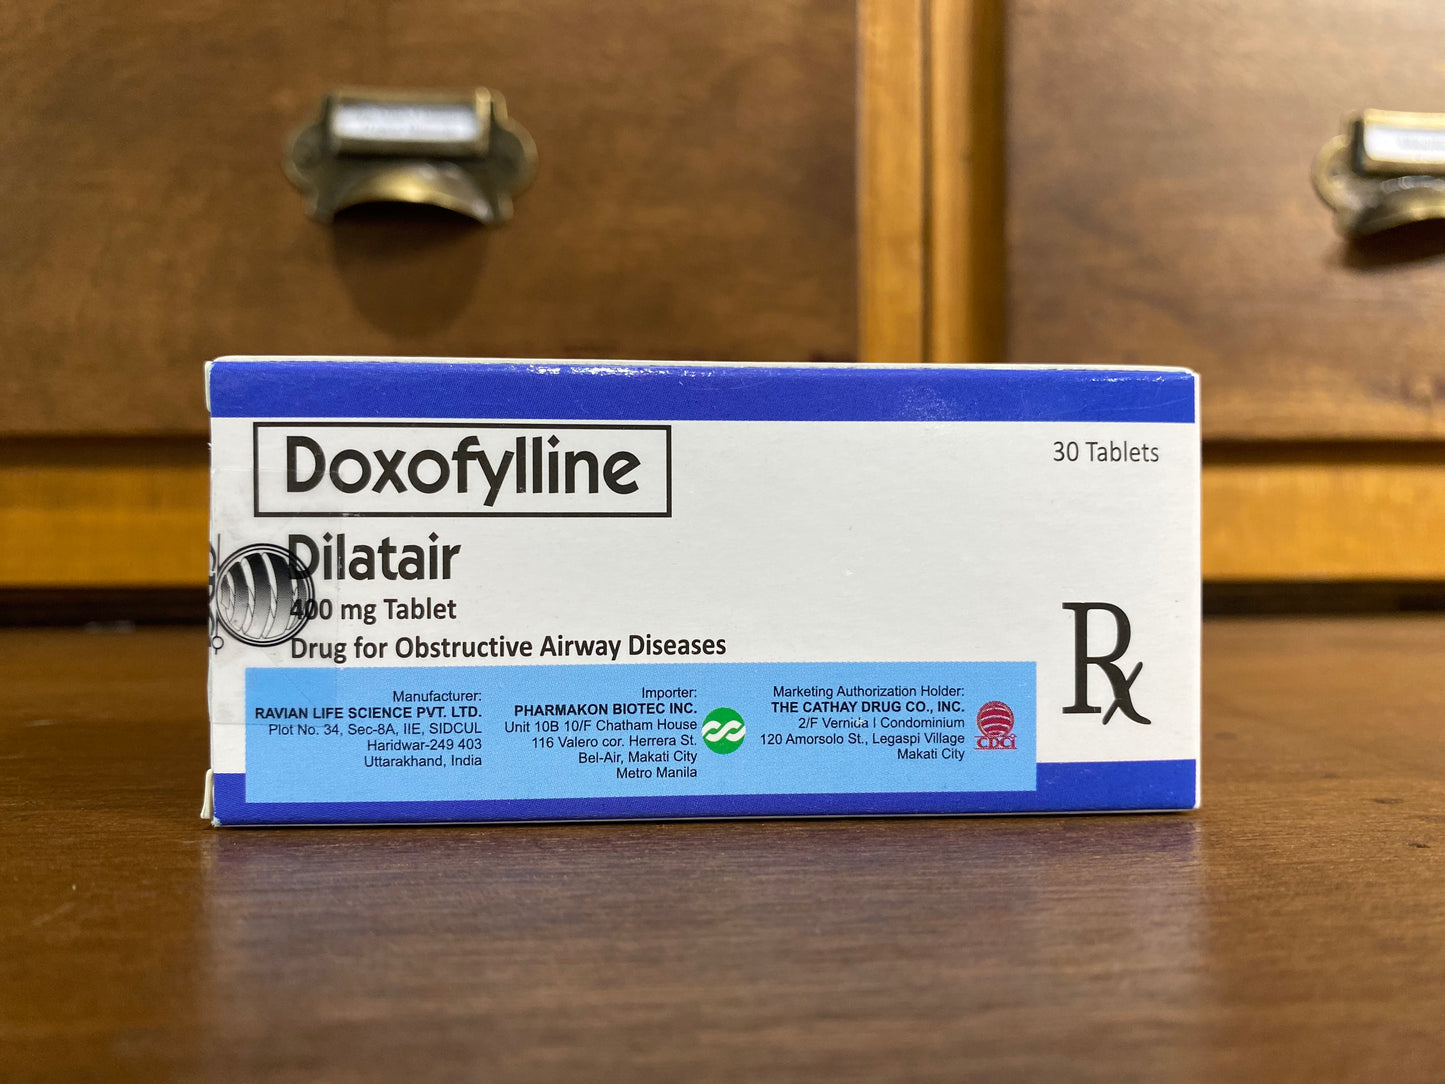 Doxofylline
30 Tablets
Dilatair
400 mg Tablet
Drug for Obstructive Airway Diseases
Rx
Manufacturer:
RAVIAN LIFE SCIENCE PVT. LTD.
Plot No. 34, Sec-8A, IIE, SIDCUL
Haridwar-249 403
Uttarakhand, India
Importer:
PHARMAKON BIOTEC INC.
Unit 10B 10/F Chatham House
116 Valero cor. Herrera St.
Bel-Air, Makati City
Metro Manila
Marketing Authorization Holder:
THE CATHAY DRUG CO., INC.
2/F Vernida I Condominium
120 Amorsolo St., Legaspi Village
Makati City
CDCi